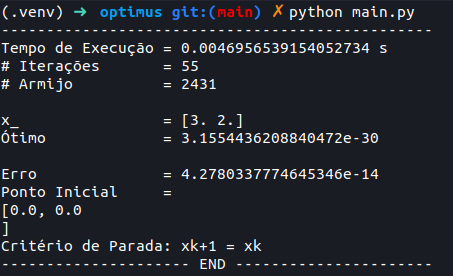 (.venv) ➜ optimus git:(main) ✗ python main.py
------------------------------------------------
Tempo de Execução = 0.0046956539154052734 s
# Iterações = 55
# Armijo = 2431
x_ = [3. 2.]
Ótimo = 3.1554436208840472e-30
Erro = 4.2780337774645346e-14
Ponto Inicial =
[0.0, 0.0
]
Critério de Parada: xk+1 = xk
--------------------- END ----------------------